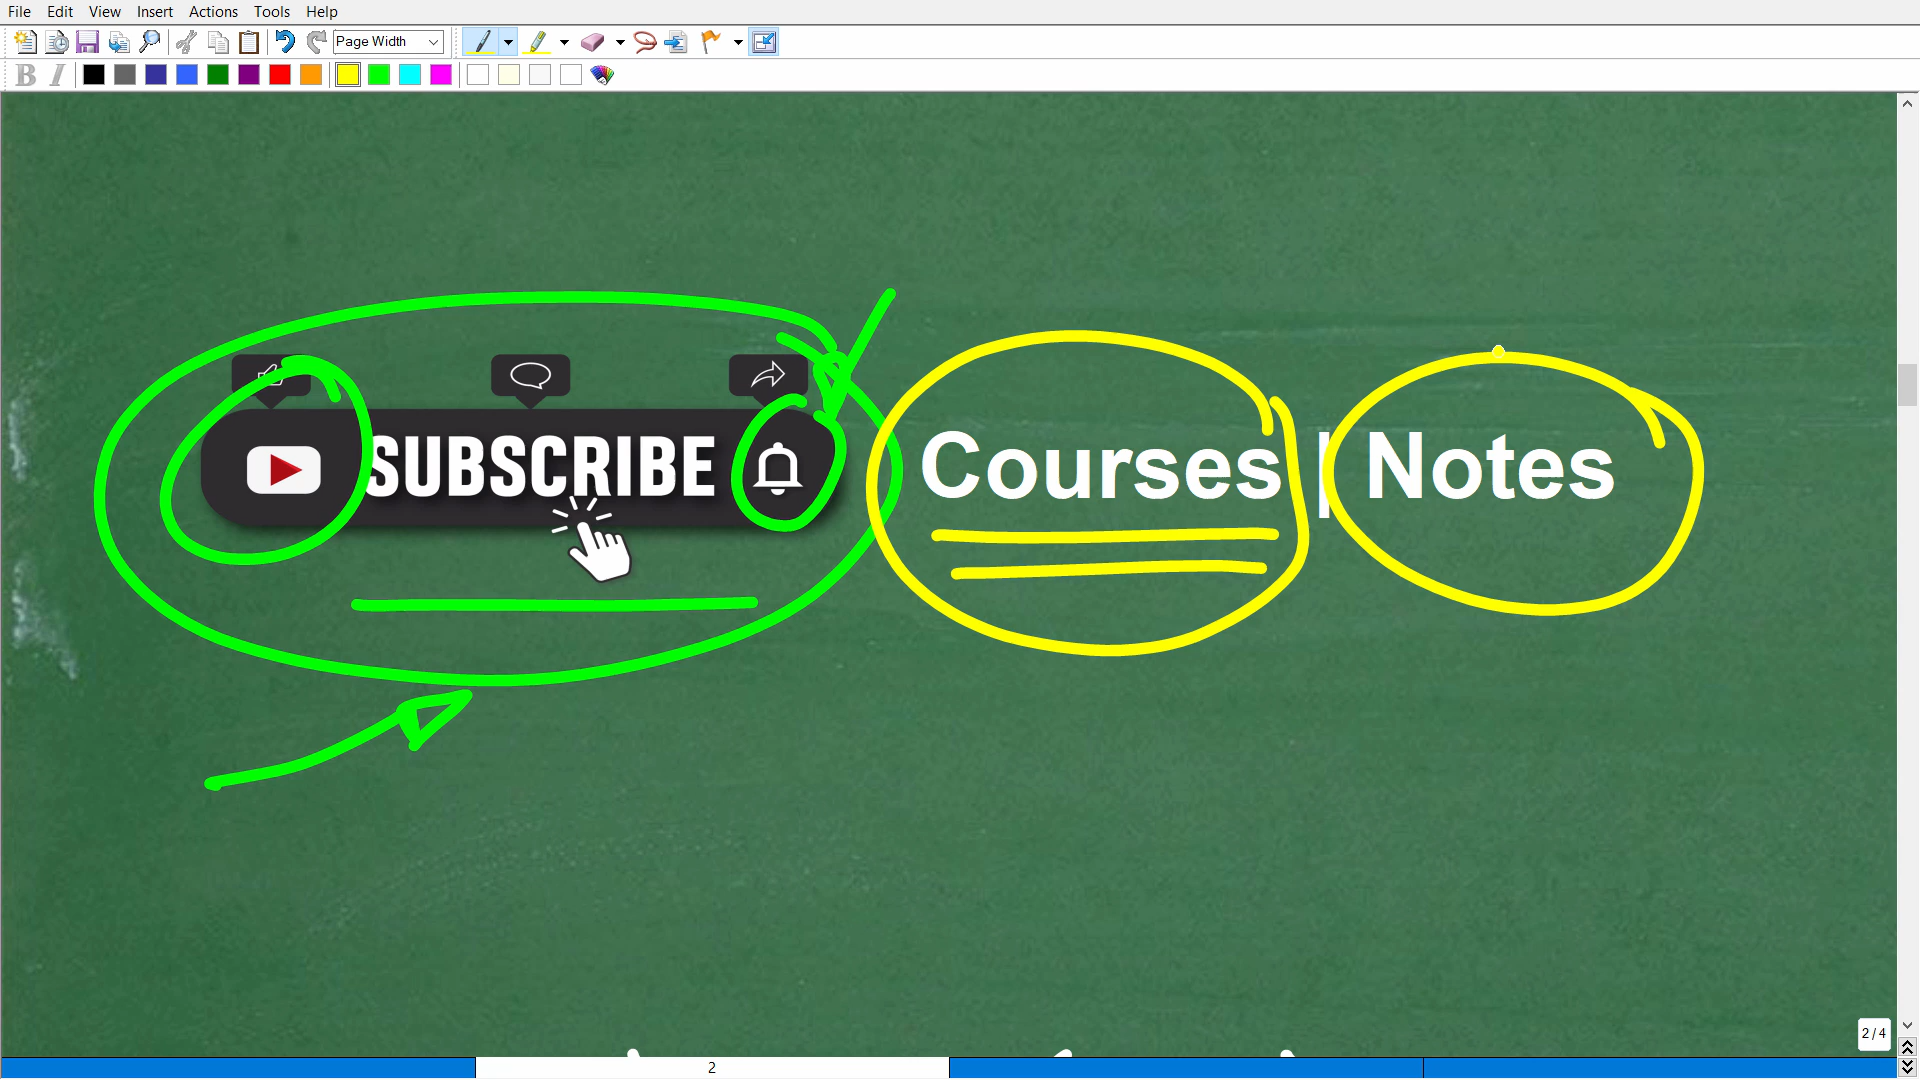 File Edit View Insert Actions Tools Help
Page Width
B I
SUBSCRIBE Courses | Notes
2 / 4
2